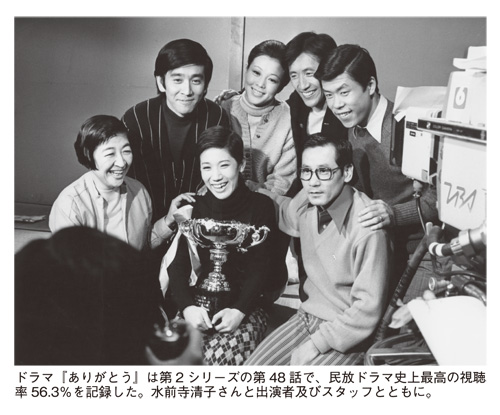 6
TBS
ドラマ『ありがとう』は第2シリーズの第48話で、民放ドラマ史上最高の視聴
率56.3%を記録した。水前寺清子さんと出演者及びスタッフとともに。